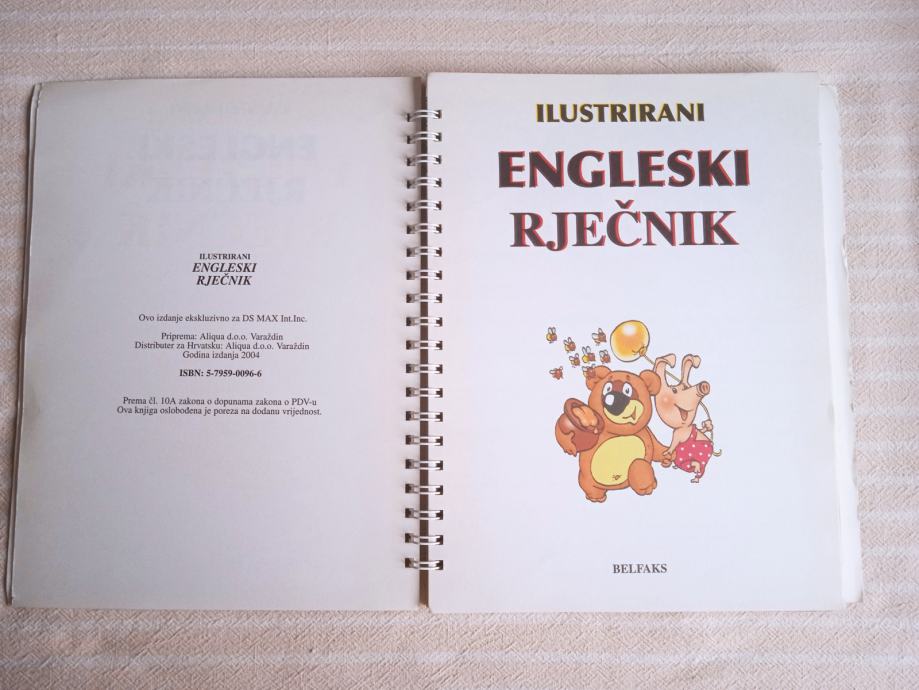 ILUSTRIRANI
ENGLESKI
RJEČNIK
Ovo izdanje ekskluzivno za DS MAX Int.Inc.
Priprema: Aliqua d.o.o. Varaždin
Distributer za Hrvatsku: Aliqua d.o.o. Varaždin
Godina izdanja 2004
ISBN: 5-7959-0096-6
Prema čl. 10A zakona o dopunama zakona o PDV-u
Ova knjiga oslobođena je poreza na dodanu vrijednost.
ILUSTRIRANI
ENGLESKI
RJEČNIK
BELFAKS